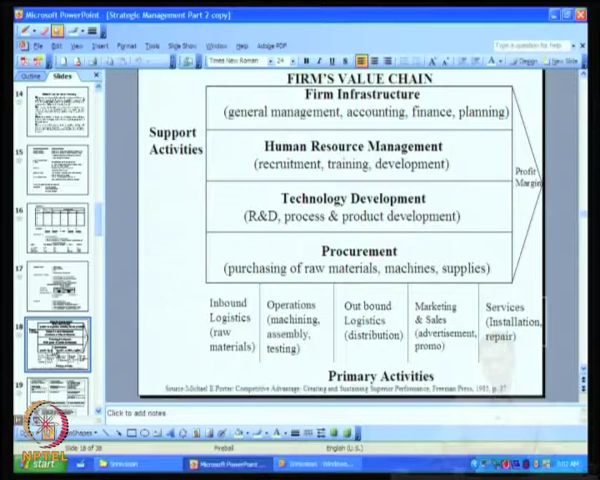 Microsoft PowerPoint - [Strategic Management Part 2 copy]
File Edit View Insert Format Tools Slide Show Window Help Adobe PDF
Type a question for help
Times New Roman 24 B I U S Design New Slide
Outline Slides
14
15
16
17
18
19
FIRM'S VALUE CHAIN
Support
Activities
Firm Infrastructure
(general management, accounting, finance, planning)
Human Resource Management
(recruitment, training, development)
Technology Development
(R&D, process & product development)
Procurement
(purchasing of raw materials, machines, supplies)
Profit
Margin
Inbound
Logistics
(raw
materials)
Operations
(machining,
assembly,
testing)
Out bound
Logistics
(distribution)
Marketing
& Sales
(advertisement,
promo)
Services
(Installation,
repair)
Primary Activities
Source:Michael E Porter Competitive Advantage: Creating and Sustaining Superior Performance, Freeman Press, 1985, p. 37
Click to add notes
AutoShapes
Slide 18 of 38 Fireball English (U.S.)
NPTEL
start Microsoft PowerPoint ...